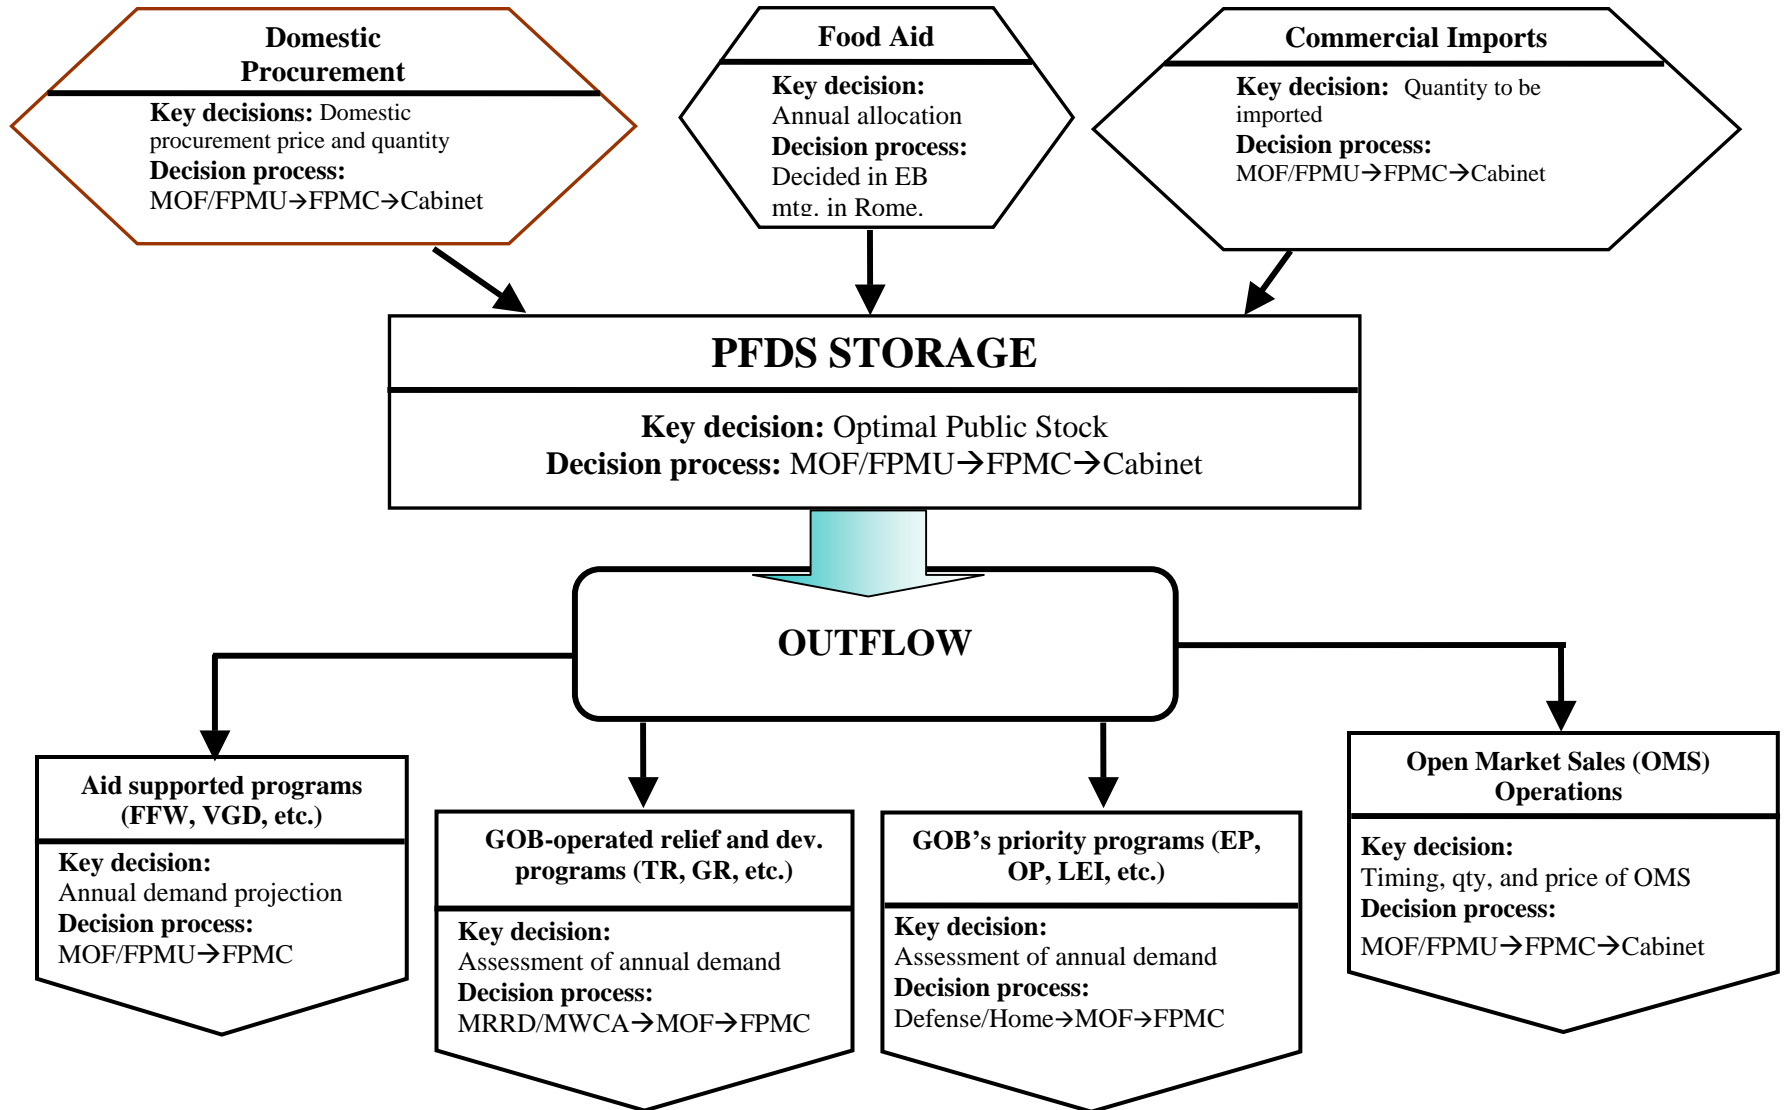 Domestic
Procurement
Key decisions: Domestic
procurement price and quantity
Decision process:
MOF/FPMU→FPMC→Cabinet
Food Aid
Key decision:
Annual allocation
Decision process:
Decided in EB
mtg. in Rome.
Commercial Imports
Key decision: Quantity to be
imported
Decision process:
MOF/FPMU→FPMC→Cabinet
PFDS STORAGE
Key decision: Optimal Public Stock
Decision process: MOF/FPMU→FPMC→Cabinet
OUTFLOW
Aid supported programs
(FFW, VGD, etc.)
Key decision:
Annual demand projection
Decision process:
MOF/FPMU→FPMC
GOB-operated relief and dev.
programs (TR, GR, etc.)
Key decision:
Assessment of annual demand
Decision process:
MRRD/MWCA→MOF→FPMC
GOB’s priority programs (EP,
OP, LEI, etc.)
Key decision:
Assessment of annual demand
Decision process:
Defense/Home→MOF→FPMC
Open Market Sales (OMS)
Operations
Key decision:
Timing, qty, and price of OMS
Decision process:
MOF/FPMU→FPMC→Cabinet